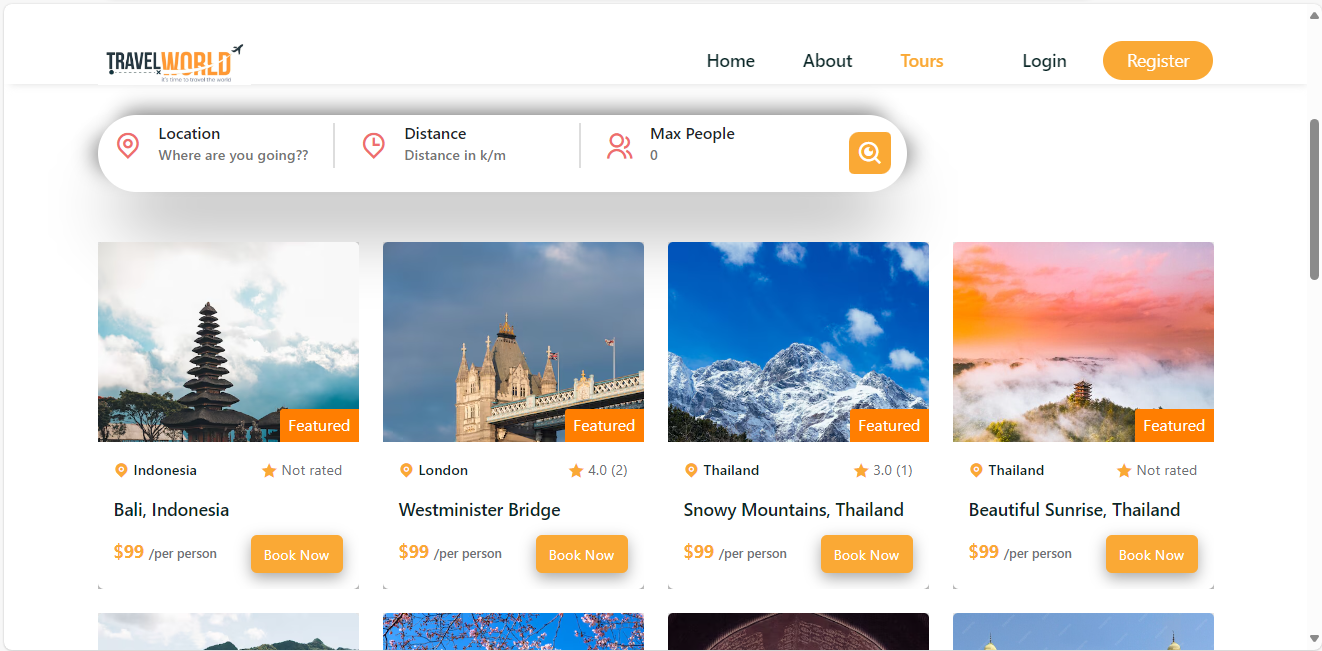 TRAVELWORLD
it's time to travel the world
Home About Tours Login Register
Location Distance Max People
Where are you going?? Distance in k/m 0
Featured Featured Featured Featured
Indonesia Not rated London 4.0 (2) Thailand 3.0 (1) Thailand Not rated
Bali, Indonesia Westminister Bridge Snowy Mountains, Thailand Beautiful Sunrise, Thailand
$99 /per person Book Now $99 /per person Book Now $99 /per person Book Now $99 /per person Book Now